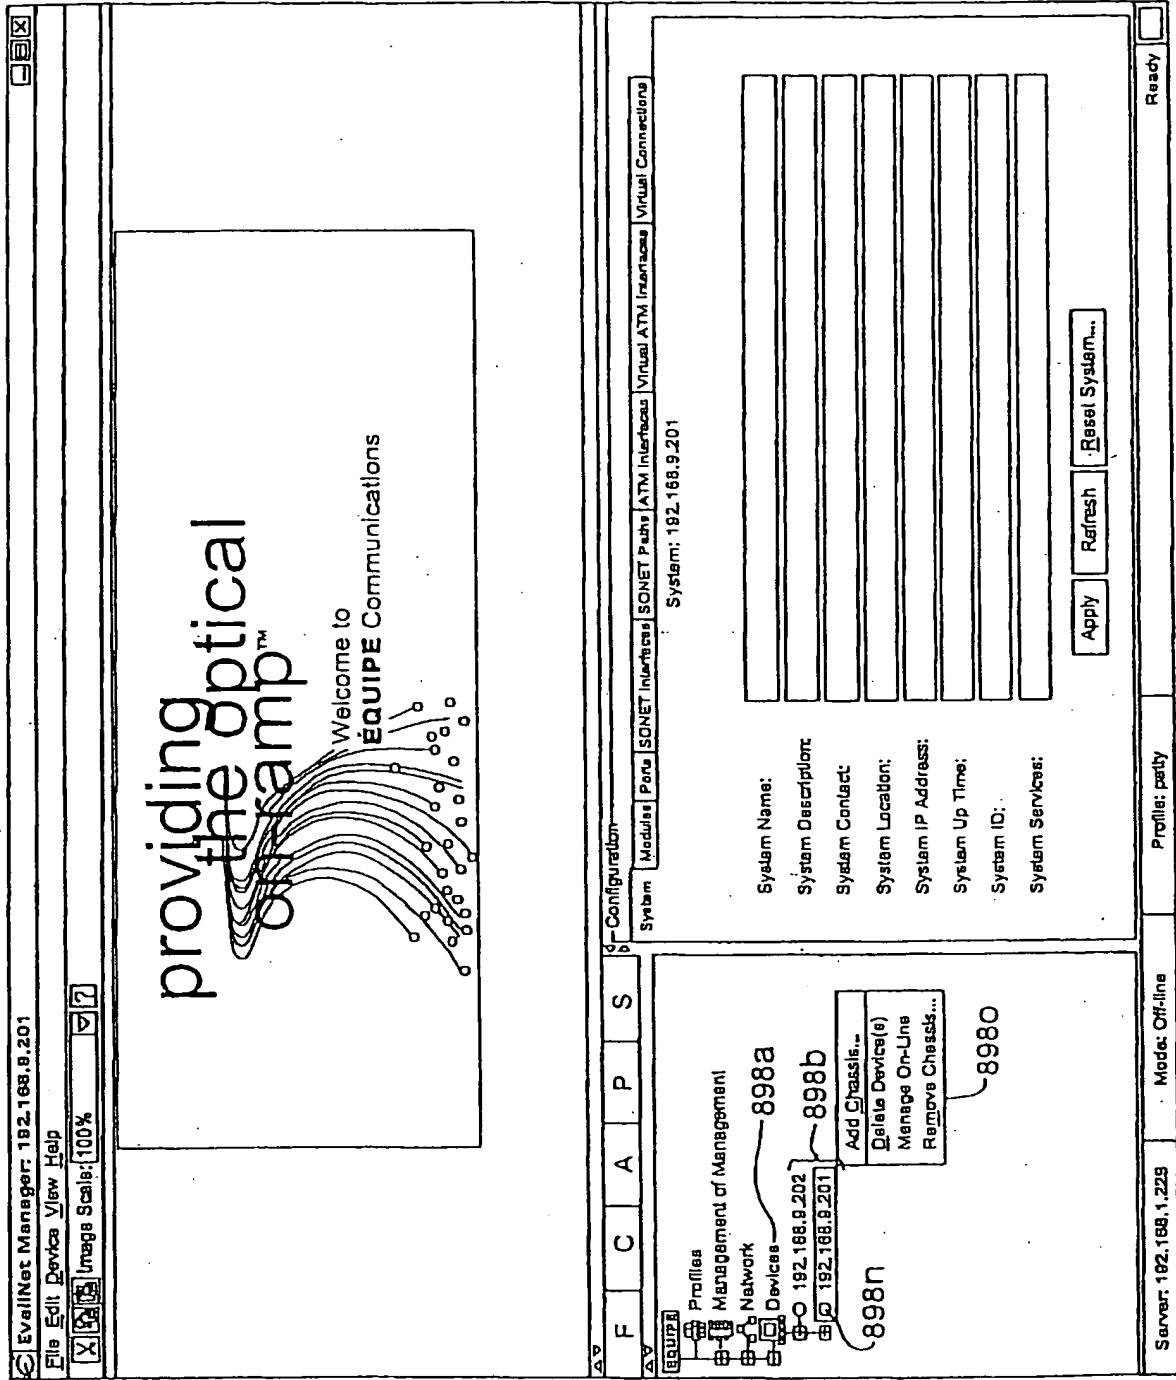 EvaliNet Manager: 192.168.9.201
File Edit Device View Help
Image Scale: 100% ?
providing
the optical
on-ramp™
Welcome to
ÉQUIPE Communications
F C A P S
EQUIPE
Profiles
Management of Management
Network
Devices
898a
192.168.9.202
898b
192.168.9.201
898n
Add Chassis...
Delete Device(s)
Manage On-Line
Remove Chassis...
898o
Configuration
System Modules Ports SONET Interfaces SONET Paths ATM Interfaces Virtual ATM Interfaces Virtual Connections
System: 192.168.9.201
System Name:
System Description:
System Contact:
System Location:
System IP Address:
System Up Time:
System ID:
System Services:
Apply Refresh Reset System...
Server: 192.168.1.229 Mode: Off-line Profile: patty Ready